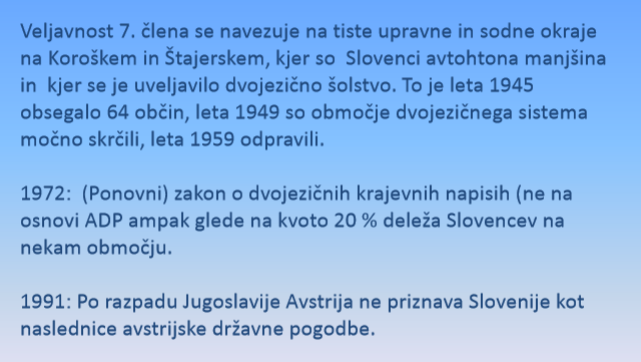 Veljavnost 7. člena se navezuje na tiste upravne in sodne okraje
na Koroškem in Štajerskem, kjer so  Slovenci avtohtona manjšina
in  kjer se je uveljavilo dvojezično šolstvo. To je leta 1945
obsegalo 64 občin, leta 1949 so območje dvojezičnega sistema
močno skrčili, leta 1959 odpravili.
1972:  (Ponovni) zakon o dvojezičnih krajevnih napisih (ne na
osnovi ADP ampak glede na kvoto 20 % deleža Slovencev na
nekam območju.
1991: Po razpadu Jugoslavije Avstrija ne priznava Slovenije kot
naslednice avstrijske državne pogodbe.